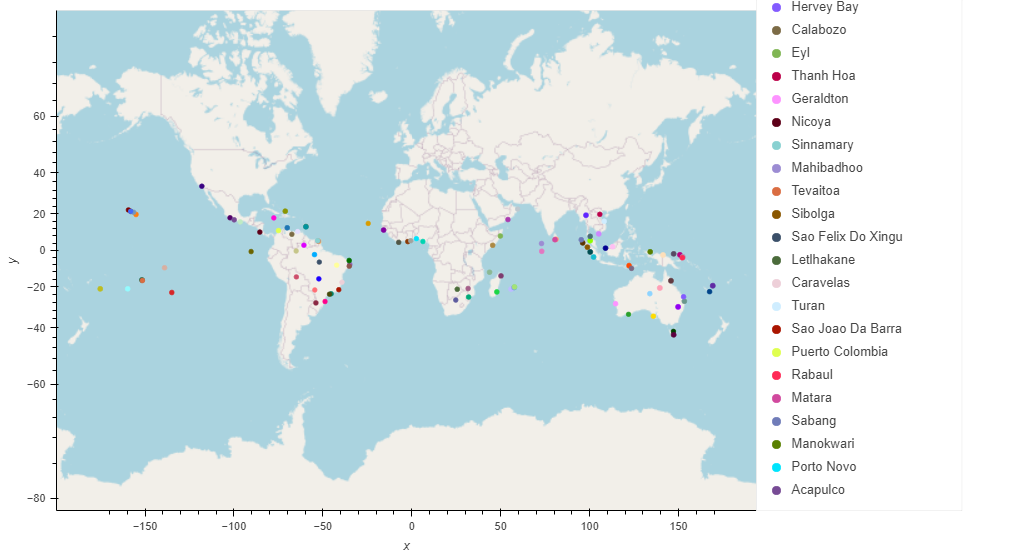 Hervey Bay
Calabozo
Eyl
Thanh Hoa
Geraldton
Nicoya
Sinnamary
Mahibadhoo
Tevaitoa
Sibolga
Sao Felix Do Xingu
Letlhakane
Caravelas
Turan
Sao Joao Da Barra
Puerto Colombia
Rabaul
Matara
Sabang
Manokwari
Porto Novo
Acapulco
60
40
20
0
−20
−40
−60
−80
y
−150
−100
−50
0
50
100
150
x